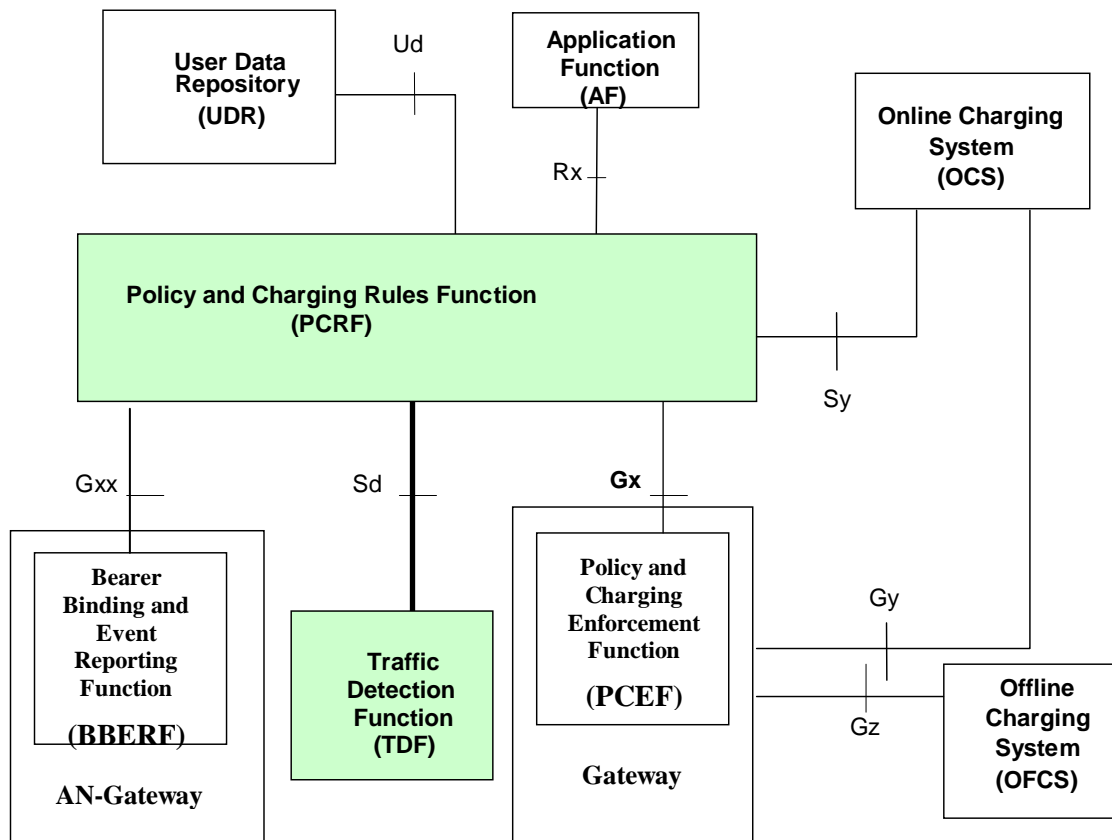 User Data
Repository
(UDR)
Ud
Application
Function
(AF)
Rx
Online Charging
System
(OCS)
Policy and Charging Rules Function
(PCRF)
Sy
Gxx
Sd
Gx
Bearer
Binding and
Event
Reporting
Function
(BBERF)
AN-Gateway
Traffic
Detection
Function
(TDF)
Policy and
Charging
Enforcement
Function
(PCEF)
Gateway
Gy
Gz
Offline
Charging
System
(OFCS)